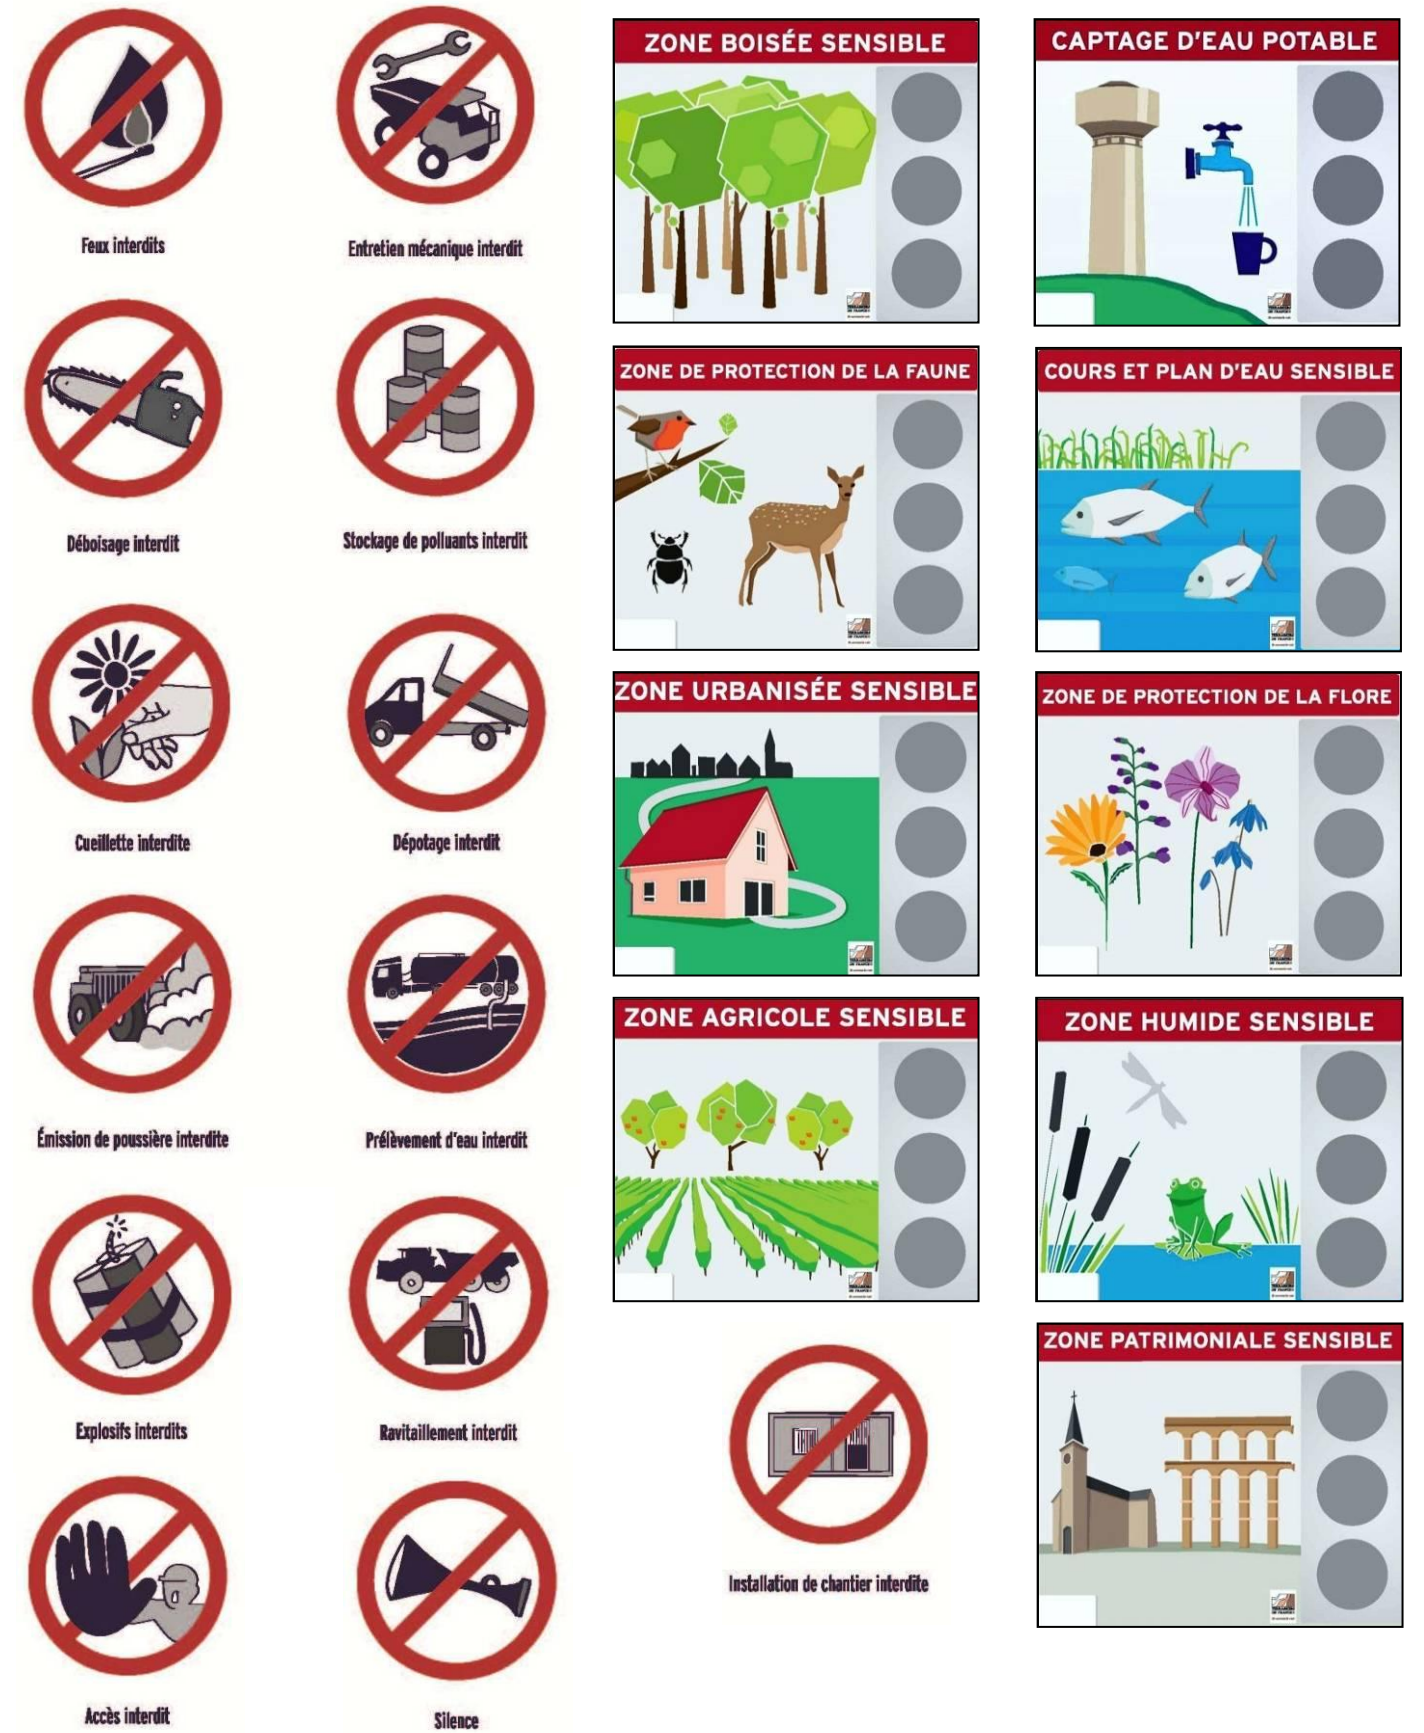 Feux interdits
Entretien mécanique interdit
Déboisage interdit
Stockage de polluants interdit
Cueillette interdite
Dépotage interdit
Émission de poussière interdite
Prélèvement d'eau interdit
Explosifs interdits
Ravitaillement interdit
Accès interdit
Silence
ZONE BOISÉE SENSIBLE
CAPTAGE D'EAU POTABLE
ZONE DE PROTECTION DE LA FAUNE
COURS ET PLAN D'EAU SENSIBLE
ZONE URBANISÉE SENSIBLE
ZONE DE PROTECTION DE LA FLORE
ZONE AGRICOLE SENSIBLE
ZONE HUMIDE SENSIBLE
Installation de chantier interdite
ZONE PATRIMONIALE SENSIBLE